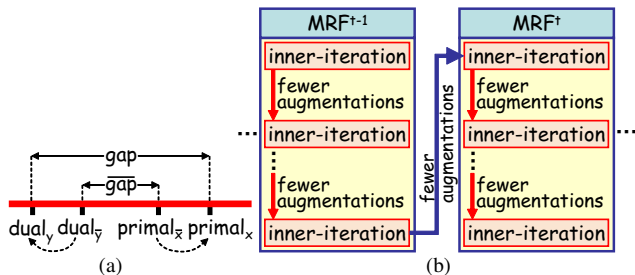 gap
gap
dual_y dual_ȳ primal_x̄ primal_x
(a)
MRF^t-1
inner-iteration
fewer
augmentations
... inner-iteration
fewer
augmentations
inner-iteration
fewer
augmentations
MRF^t
inner-iteration
fewer
augmentations
inner-iteration ...
fewer
augmentations
inner-iteration
(b)